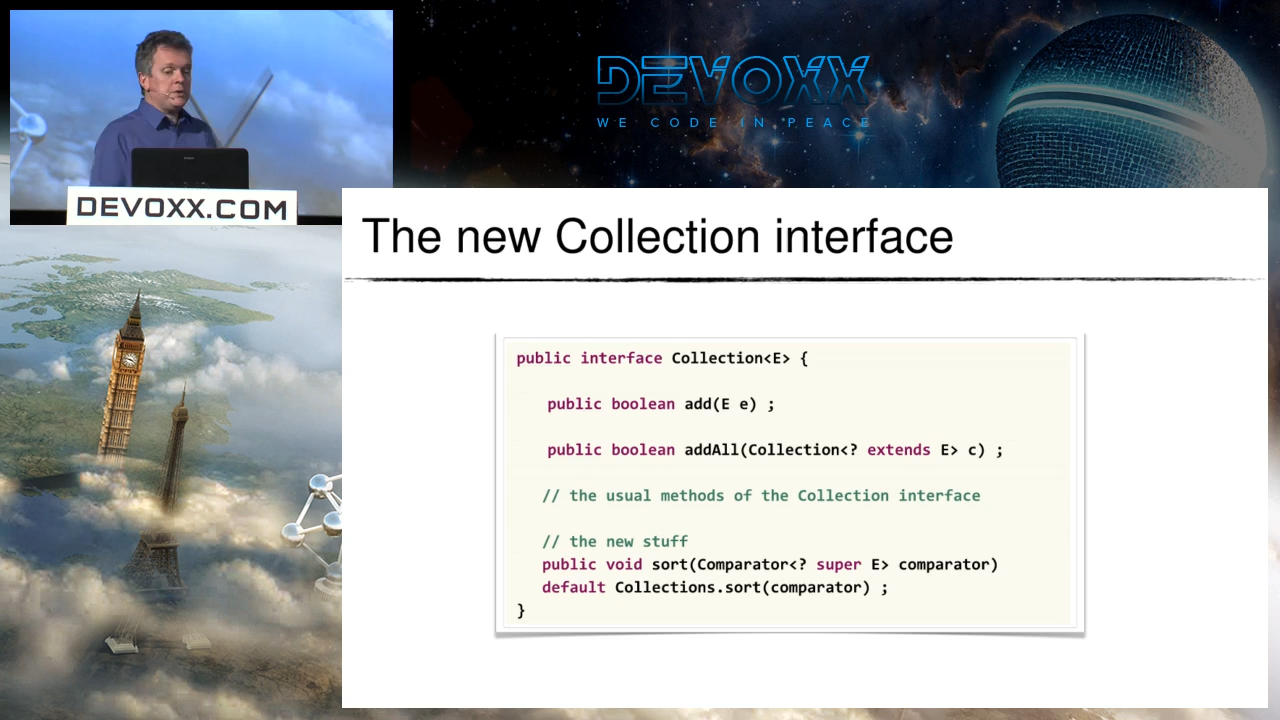 DEVOXX
WE CODE IN PEACE
DEVOXX.COM
The new Collection interface
public interface Collection<E> {
public boolean add(E e) ;
public boolean addAll(Collection<? extends E> c) ;
// the usual methods of the Collection interface
// the new stuff
public void sort(Comparator<? super E> comparator)
default Collections.sort(comparator) ;
}